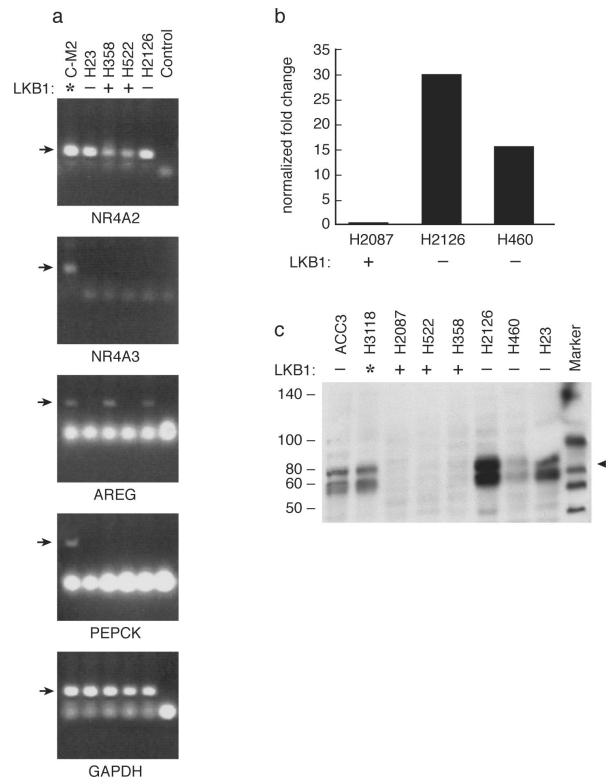 a
C-M2 H23 H358 H522 H2126 Control
LKB1: * – + + –
NR4A2
NR4A3
AREG
PEPCK
GAPDH
b
normalized fold change
35
30
25
20
15
10
5
0
H2087 H2126 H460
LKB1: + – –
c
ACC3 H3118 H2087 H522 H358 H2126 H460 H23 Marker
LKB1: – * + + + – – –
140 –
100 –
80 –
60 –
50 –